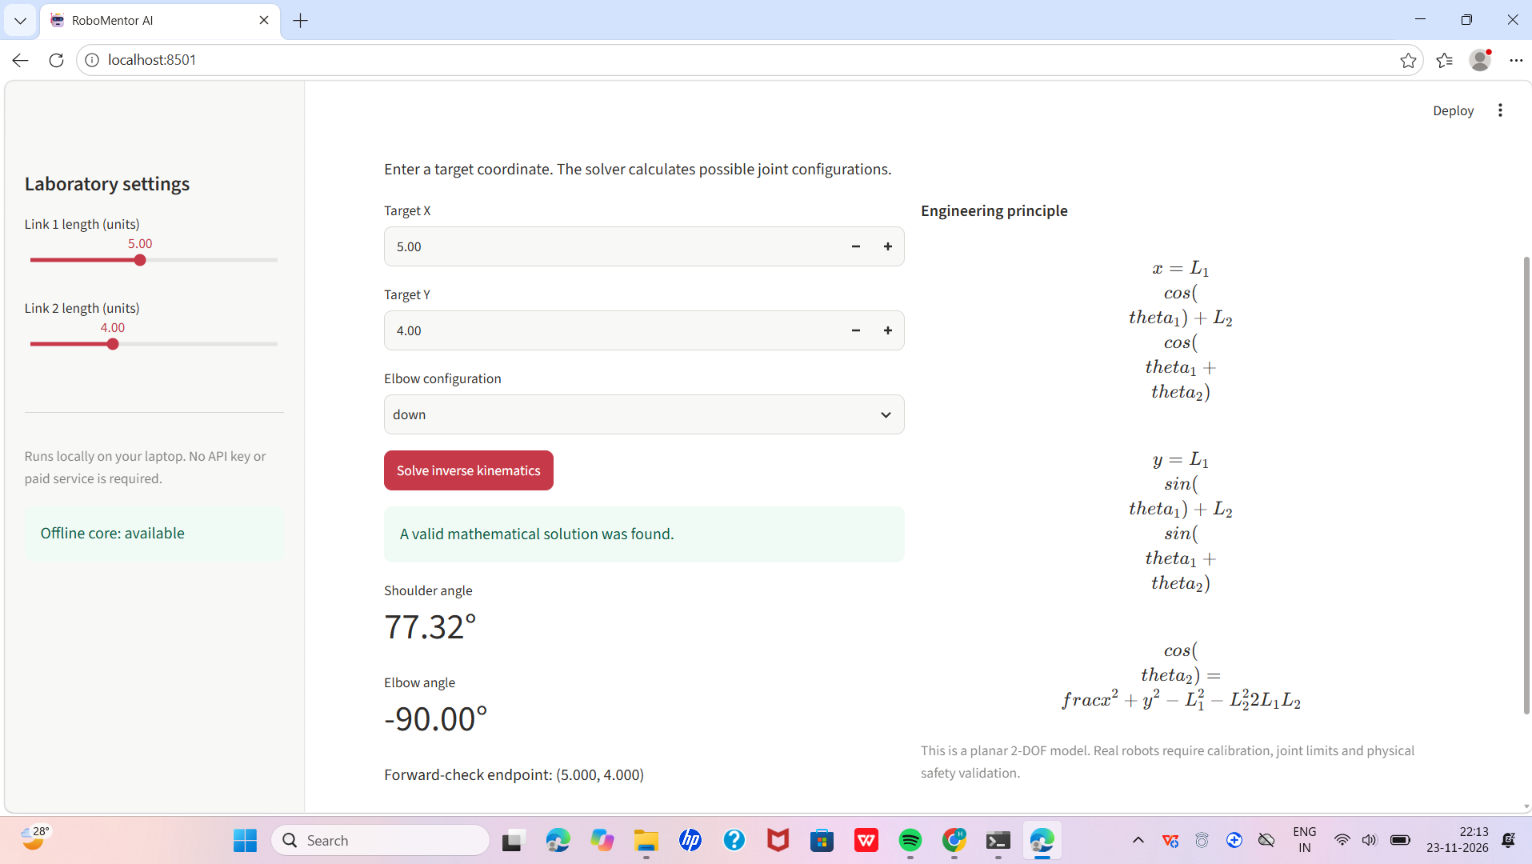 RoboMentor AI
localhost:8501
Deploy
Laboratory settings
Link 1 length (units)
5.00
Link 2 length (units)
4.00
Runs locally on your laptop. No API key or
paid service is required.
Offline core: available
Enter a target coordinate. The solver calculates possible joint configurations.
Target X
5.00
Target Y
4.00
Elbow configuration
down
Solve inverse kinematics
A valid mathematical solution was found.
Shoulder angle
77.32°
Elbow angle
-90.00°
Forward-check endpoint: (5.000, 4.000)
Engineering principle
x = L₁
cos(
theta₁) + L₂
cos(
theta₁ +
theta₂)
y = L₁
sin(
theta₁) + L₂
sin(
theta₁ +
theta₂)
cos(
theta₂) =
fracx² + y² − L₁² − L₂²2L₁L₂
This is a planar 2-DOF model. Real robots require calibration, joint limits and physical
safety validation.
28°
Search
ENG
IN
22:13
23-11-2026